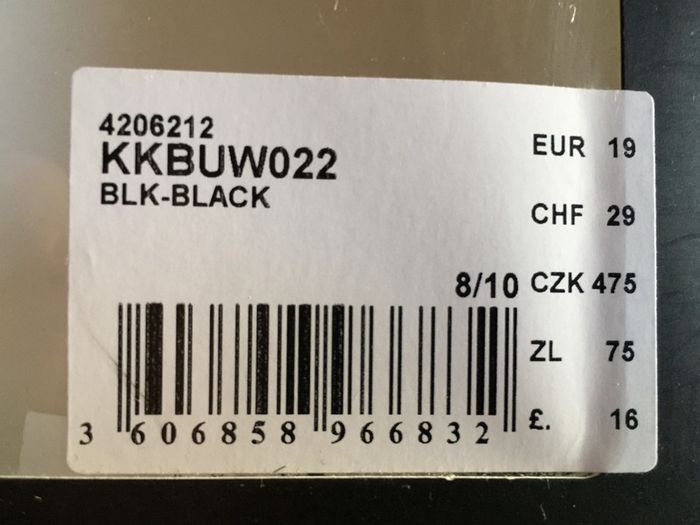 4206212
KKBUW022
BLK-BLACK
8/10
EUR 19
CHF 29
CZK 475
ZL 75
£. 16
3 606858 966832